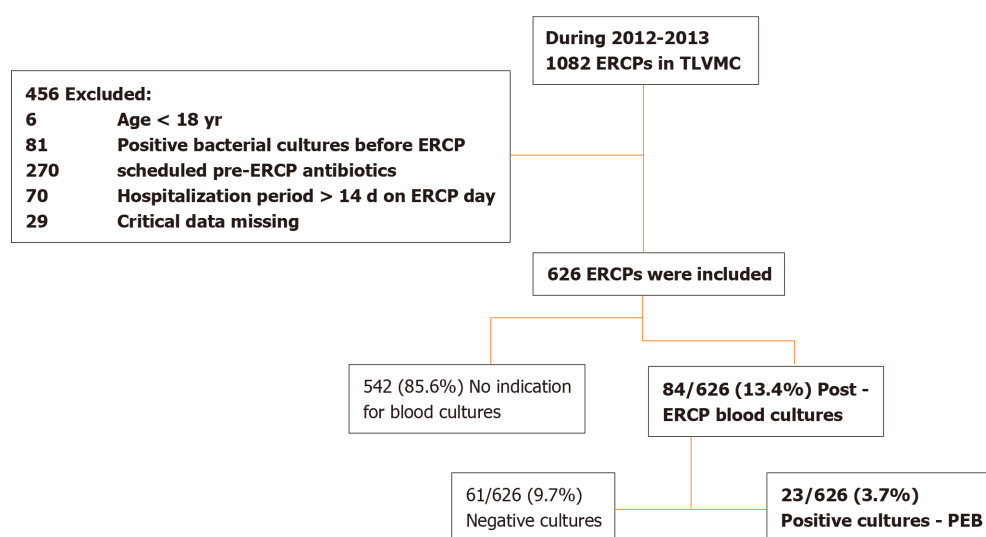 During 2012-2013
1082 ERCPs in TLVMC
456 Excluded:
6 Age < 18 yr
81 Positive bacterial cultures before ERCP
270 scheduled pre-ERCP antibiotics
70 Hospitalization period > 14 d on ERCP day
29 Critical data missing
626 ERCPs were included
542 (85.6%) No indication
for blood cultures
84/626 (13.4%) Post -
ERCP blood cultures
61/626 (9.7%)
Negative cultures
23/626 (3.7%)
Positive cultures - PEB